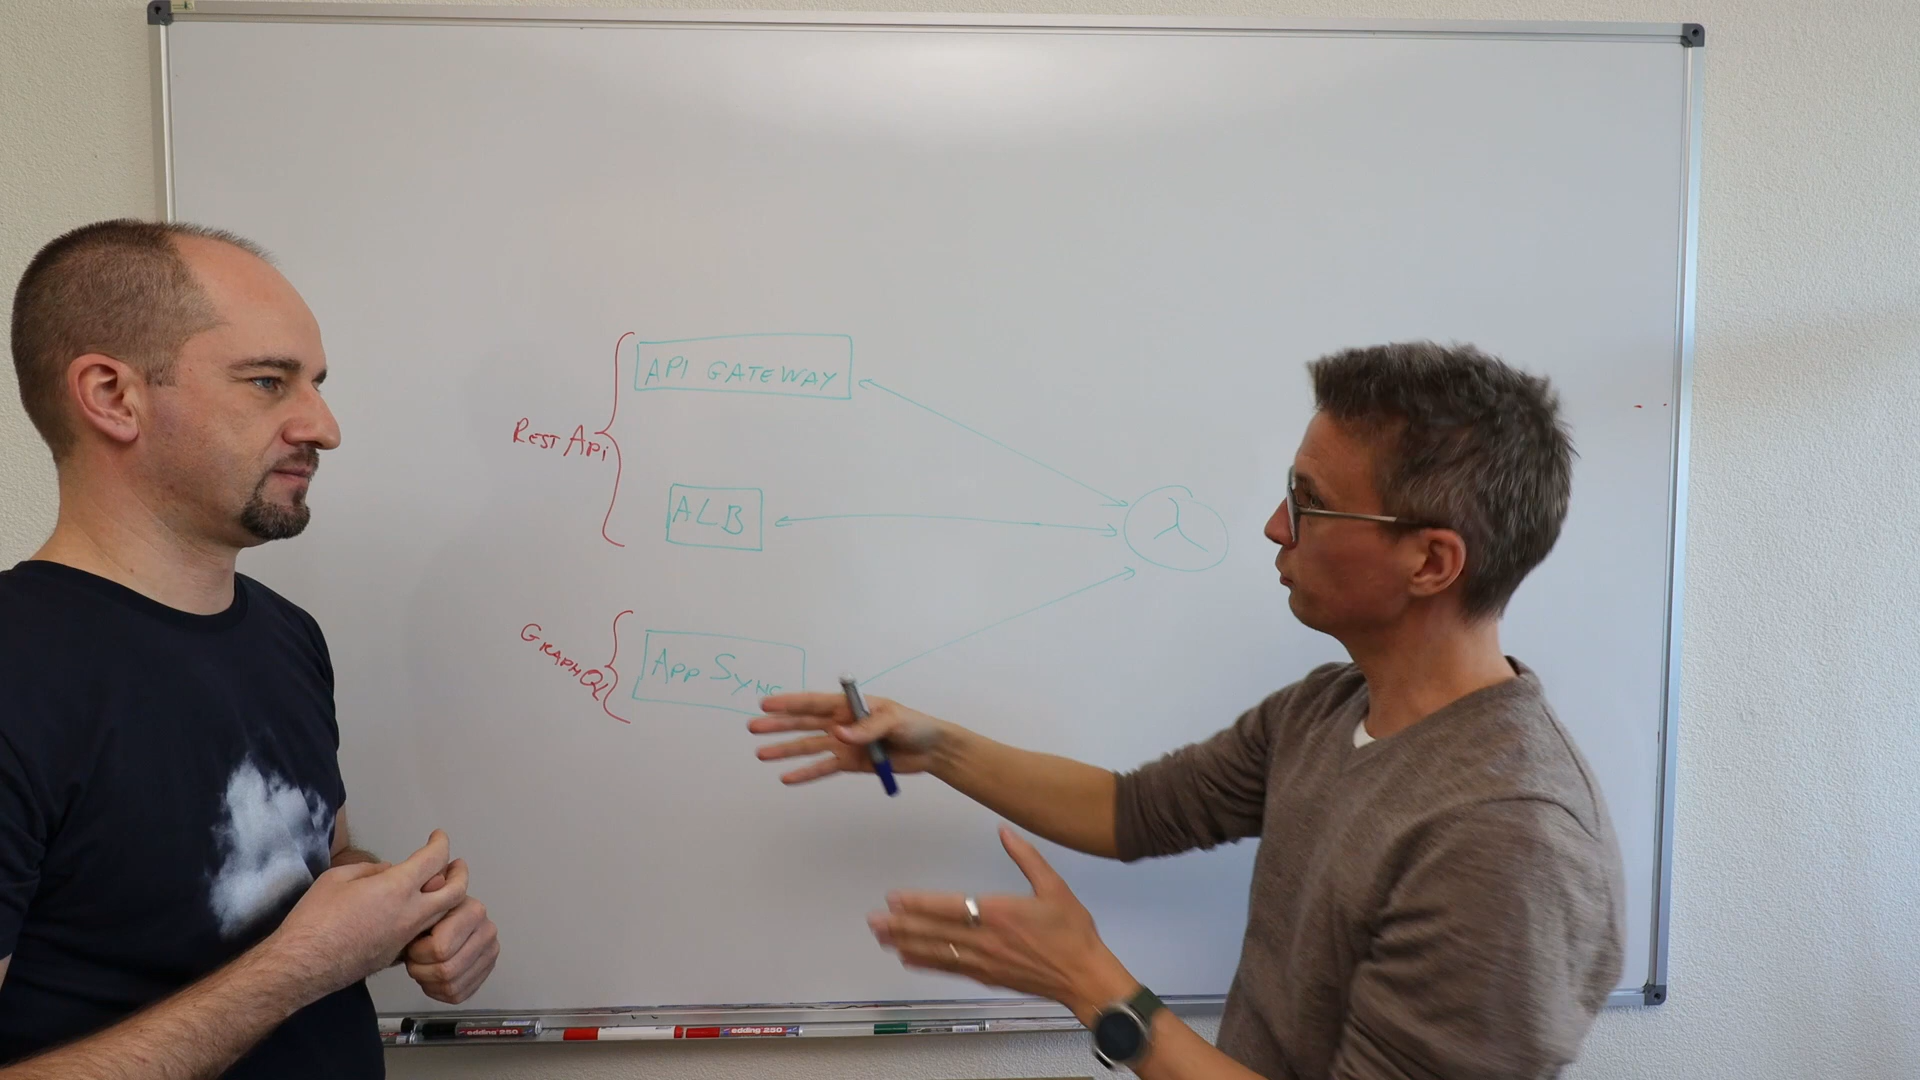 API GATEWAY
REST API
ALB
λ
GRAPHQL
APP SYNC
edding 250
edding 250